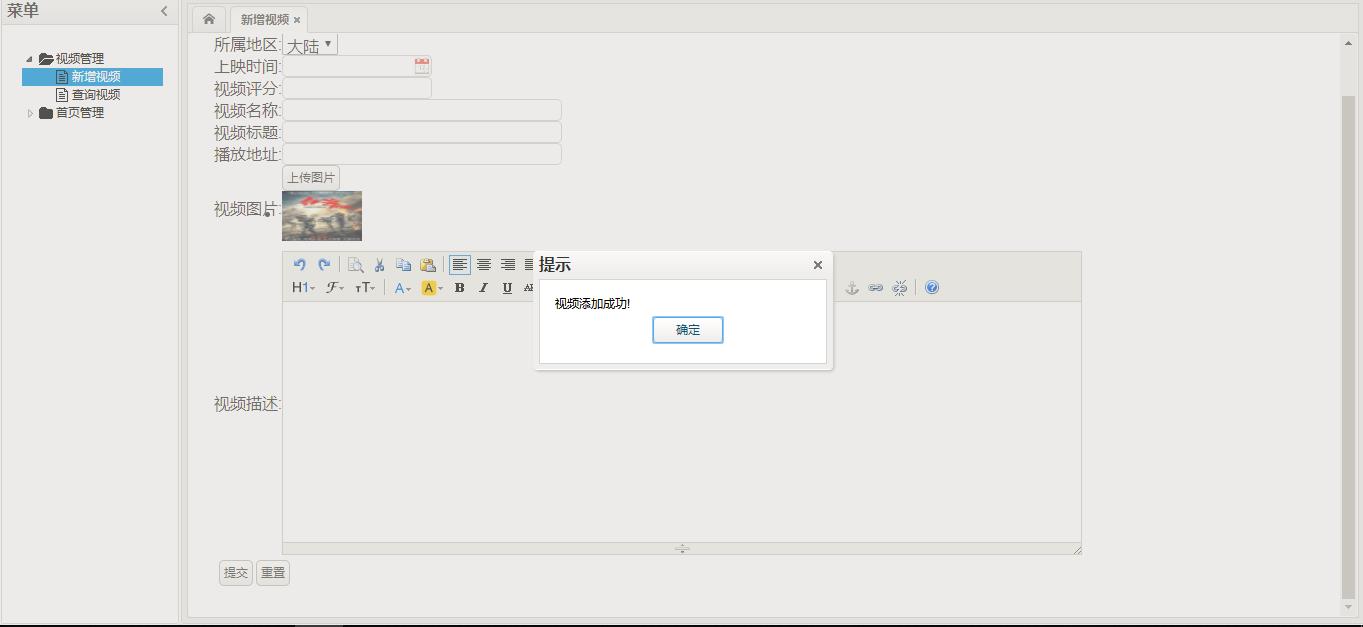 菜单
视频管理
新增视频
查询视频
首页管理
新增视频
所属地区:
大陆
上映时间:
视频评分:
视频名称:
视频标题:
播放地址:
上传图片
视频图片:
H1
F
тT
A
A
B
I
U
提示
视频添加成功!
确定
视频描述:
提交
重置